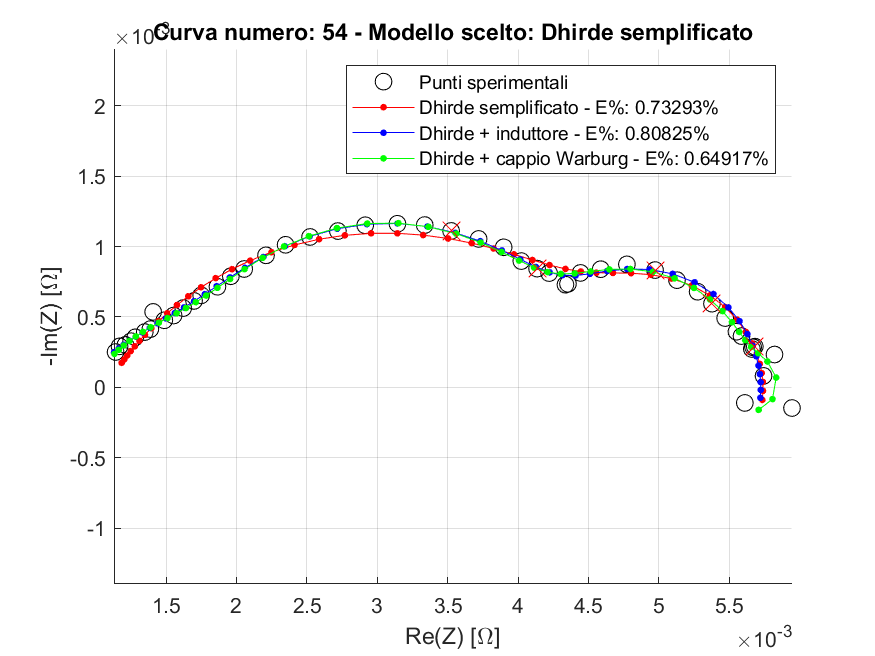 Curva numero: 54 - Modello scelto: Dhirde semplificato
×10-3
Punti sperimentali
Dhirde semplificato - E%: 0.73293%
Dhirde + induttore - E%: 0.80825%
Dhirde + cappio Warburg - E%: 0.64917%
2
1.5
1
0.5
0
-0.5
-1
-Im(Z) [Ω]
1.5 2 2.5 3 3.5 4 4.5 5 5.5
Re(Z) [Ω]
×10-3